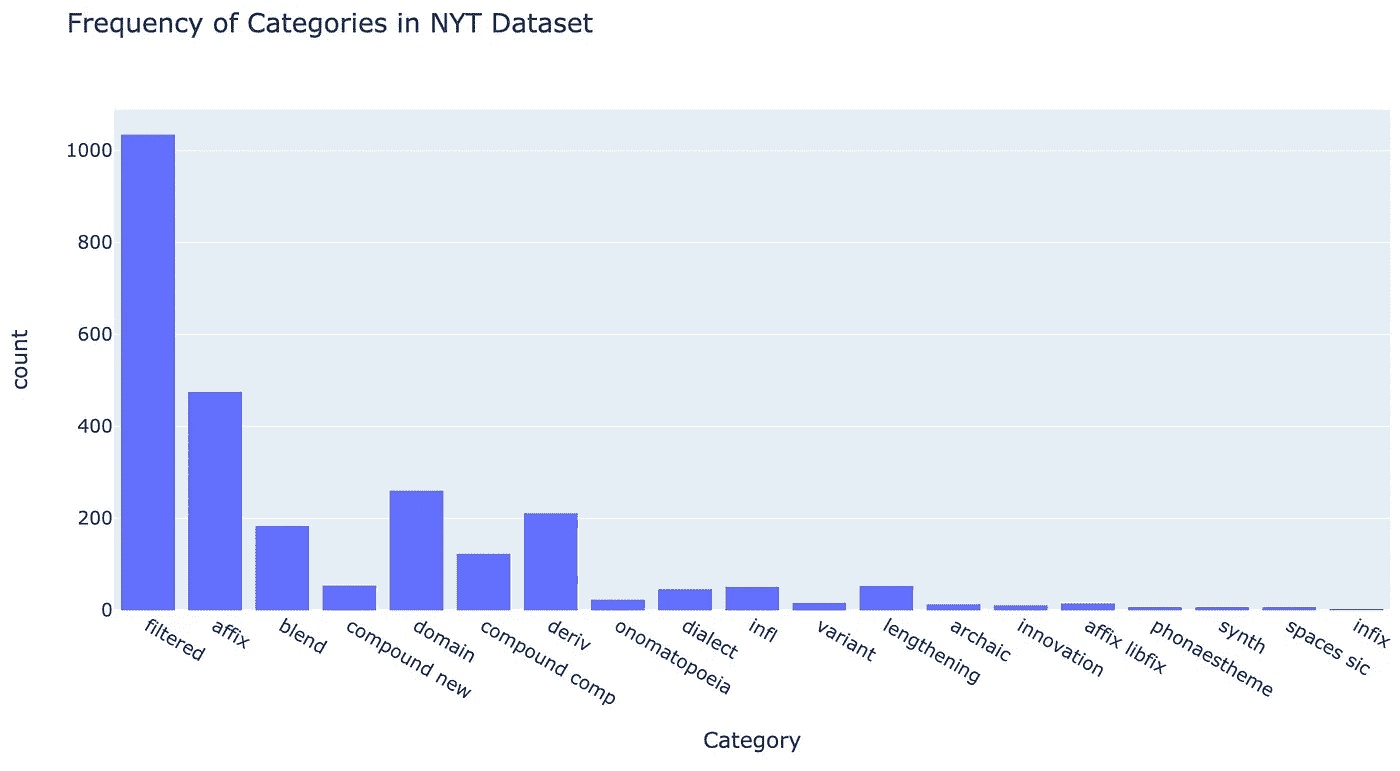 Frequency of Categories in NYT Dataset
1000
800
600
400
200
0
count
filtered
affix
blend
compound new
domain
compound comp
deriv
onomatopoeia
dialect
infl
variant
lengthening
archaic
innovation
affix libfix
phonaestheme
synth
spaces sic
infix
Category